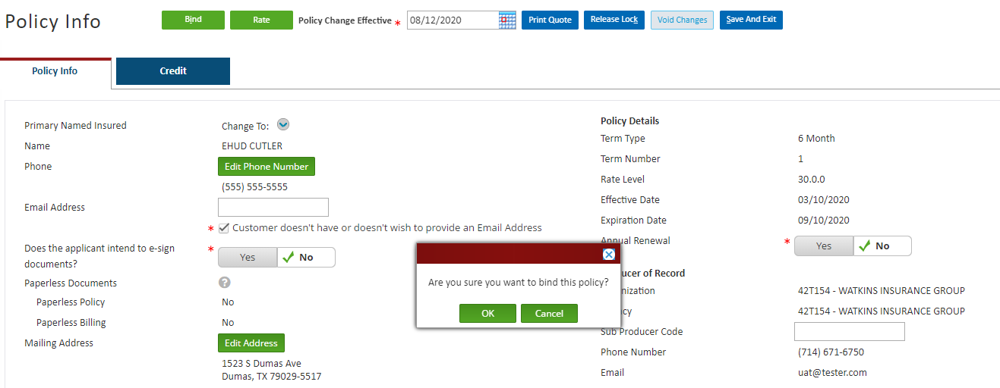 Policy Info
Bind
Rate
Policy Change Effective *
08/12/2020
Print Quote
Release Lock
Void Changes
Save And Exit
Policy Info
Credit
Primary Named Insured
Change To:
Name
EHUD CUTLER
Phone
Edit Phone Number
(555) 555-5555
Email Address
* Customer doesn't have or doesn't wish to provide an Email Address
Does the applicant intend to e-sign
documents?
*
Yes
No
Paperless Documents
?
Paperless Policy
No
Paperless Billing
No
Mailing Address
Edit Address
1523 S Dumas Ave
Dumas, TX 79029-5517
Policy Details
Term Type
6 Month
Term Number
1
Rate Level
30.0.0
Effective Date
03/10/2020
Expiration Date
09/10/2020
Annual Renewal
*
Yes
No
ucer of Record
nization
42T154 - WATKINS INSURANCE GROUP
cy
42T154 - WATKINS INSURANCE GROUP
Sub Producer Code
Phone Number
(714) 671-6750
Email
uat@tester.com
Are you sure you want to bind this policy?
OK
Cancel